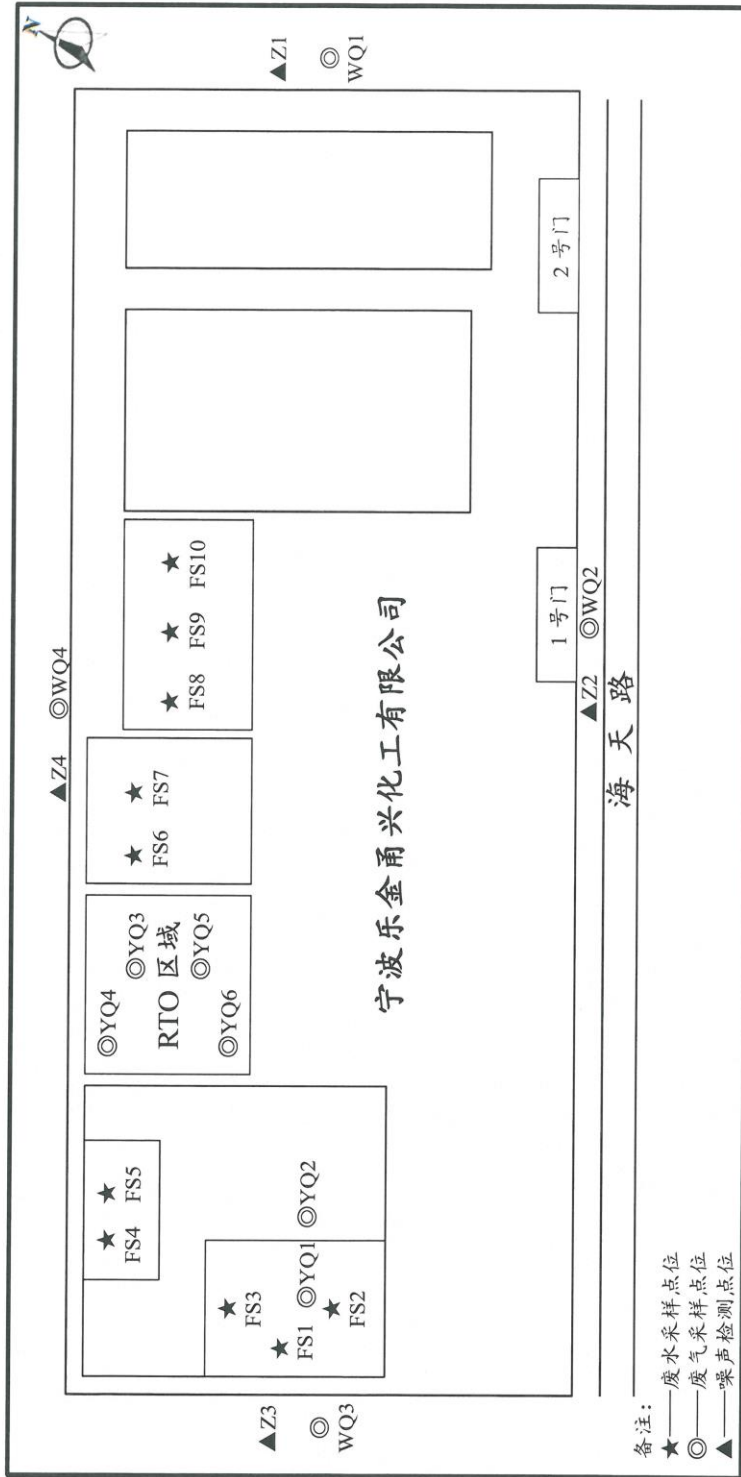 N
▲Z4 ◎WQ4
FS4 FS5
◎YQ4 ◎YQ3
RTO 区域
◎YQ6 ◎YQ5
FS6 FS7
FS8 FS9 FS10
▲Z3
◎
WQ3
FS3
FS1 ◎YQ1
FS2
◎YQ2
▲Z1
◎
WQ1
宁波乐金甬兴化工有限公司
1号门
2号门
▲Z2 ◎WQ2
海天路
备注:
★——废水采样点位
◎——废气采样点位
▲——噪声检测点位